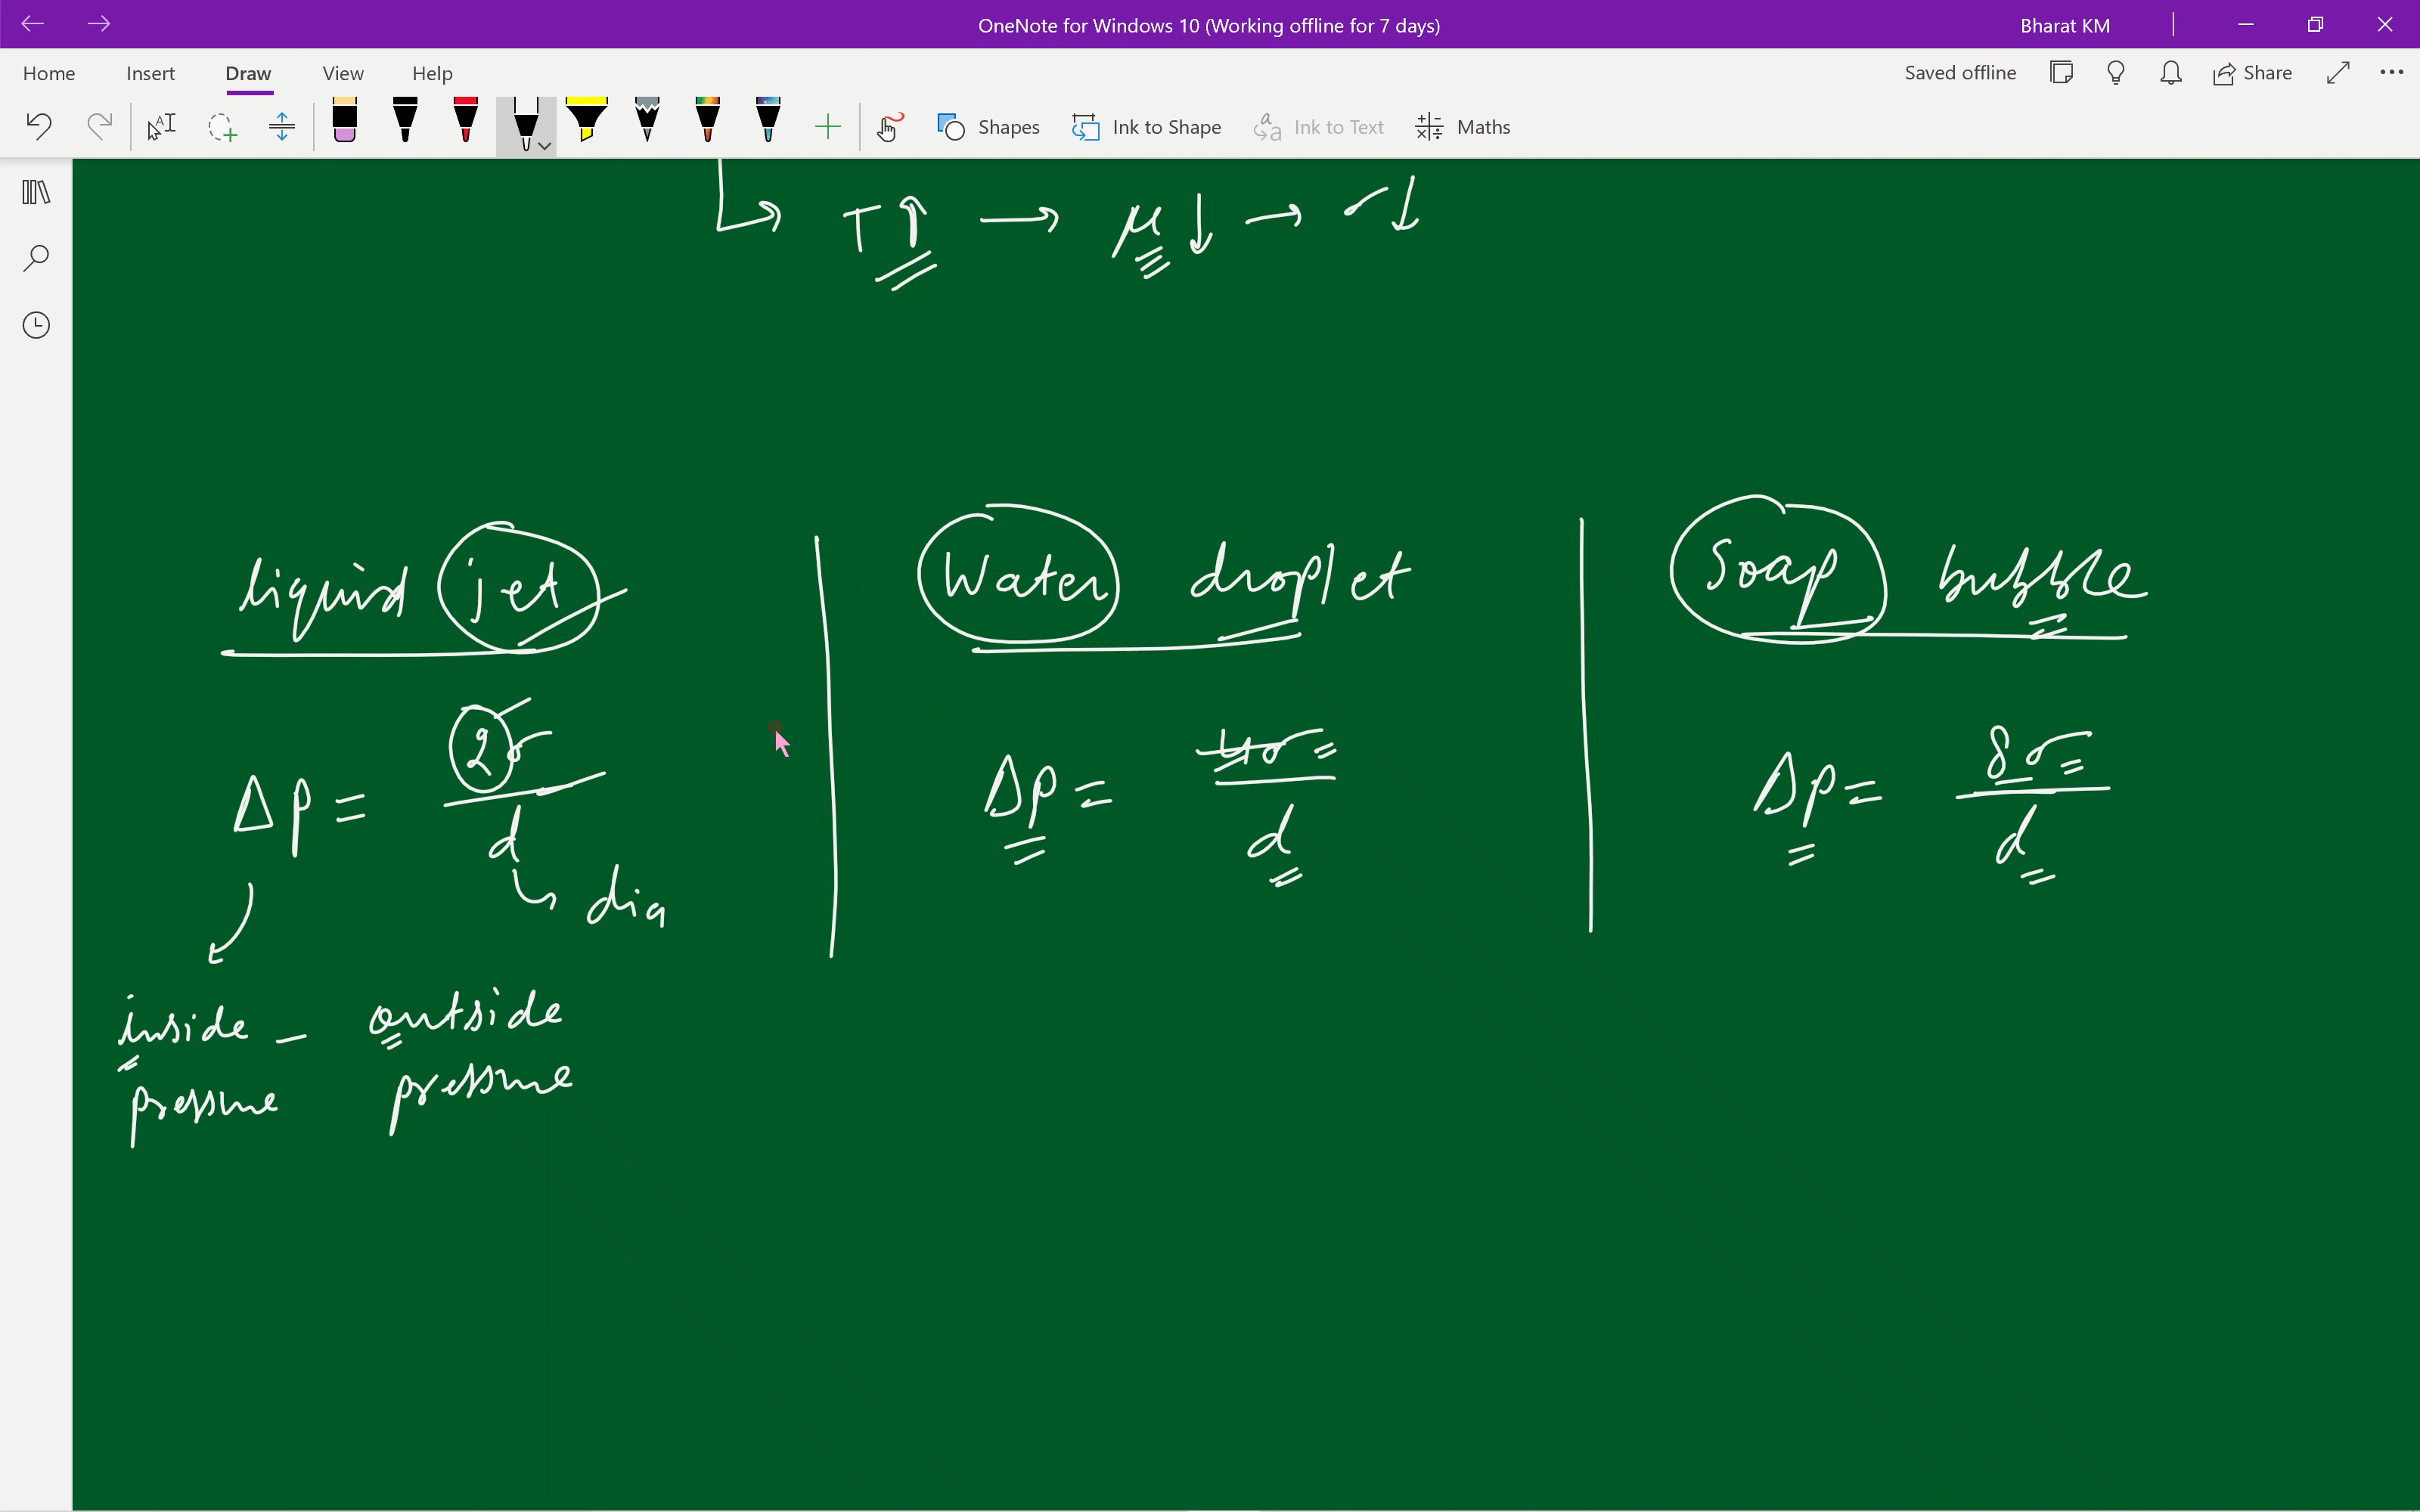 OneNote for Windows 10 (Working offline for 7 days)
Bharat KM
Home Insert Draw View Help
Saved offline
Share
Shapes
Ink to Shape
Ink to Text
Maths
T↑ → μ↓ → σ↓
liquid jet
Δp = 2σ/d
dia
inside - outside
pressure pressure
Water droplet
Δp = 4σ/d
Soap bubble
Δp = 8σ/d